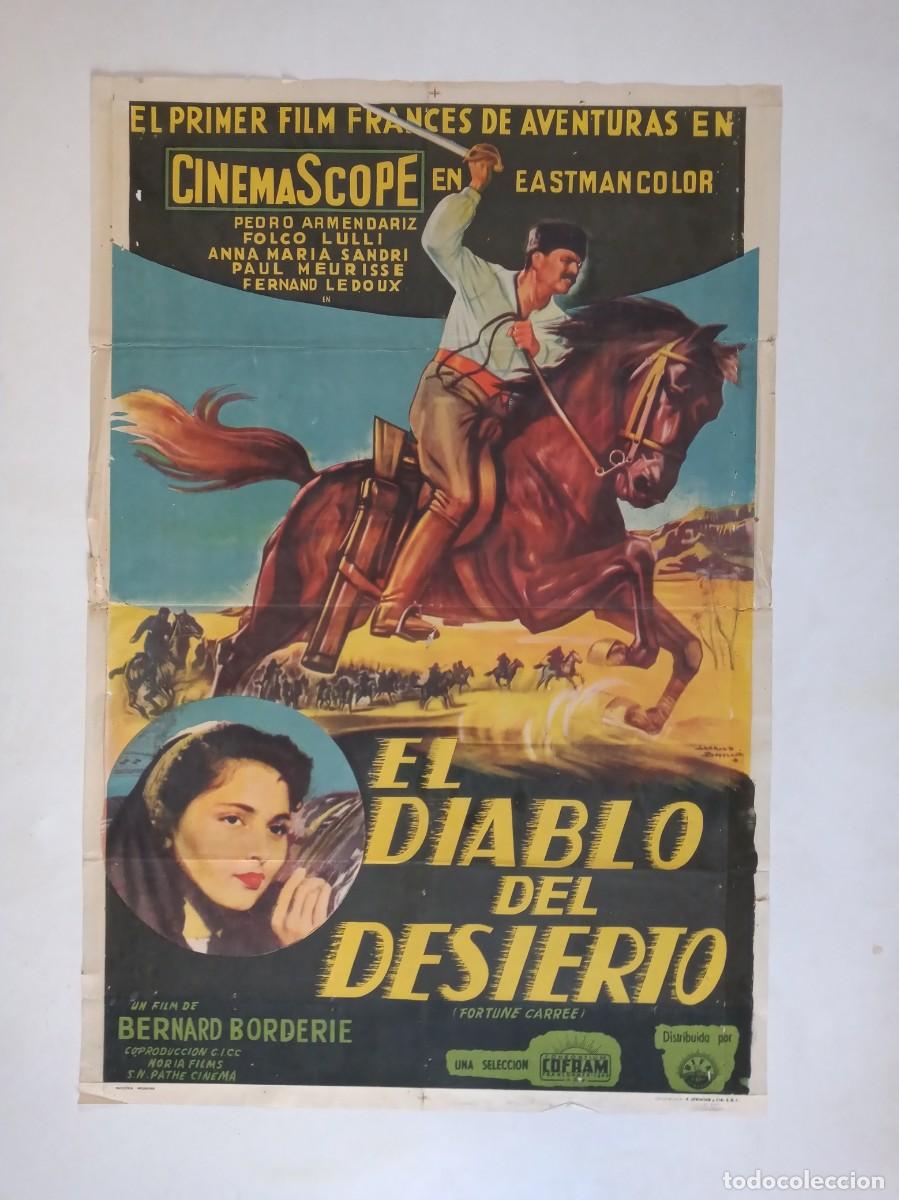 EL PRIMER FILM FRANCES DE AVENTURAS EN
CINEMASCOPE EN EASTMANCOLOR
PEDRO ARMENDARIZ
FOLCO LULLI
ANNA MARIA SANDRI
PAUL MEURISSE
FERNAND LEDOUX
EN
EL
DIABLO
DEL
DESIERTO
(FORTUNE CARREE)
UN FILM DE
BERNARD BORDERIE
COPRODUCCION C.I.C.C
NORIA FILMS
S.N. PATHE CINEMA
UNA SELECCION
COFRAM
Distribuida por
INDUSTRIA ARGENTINA
todocoleccion